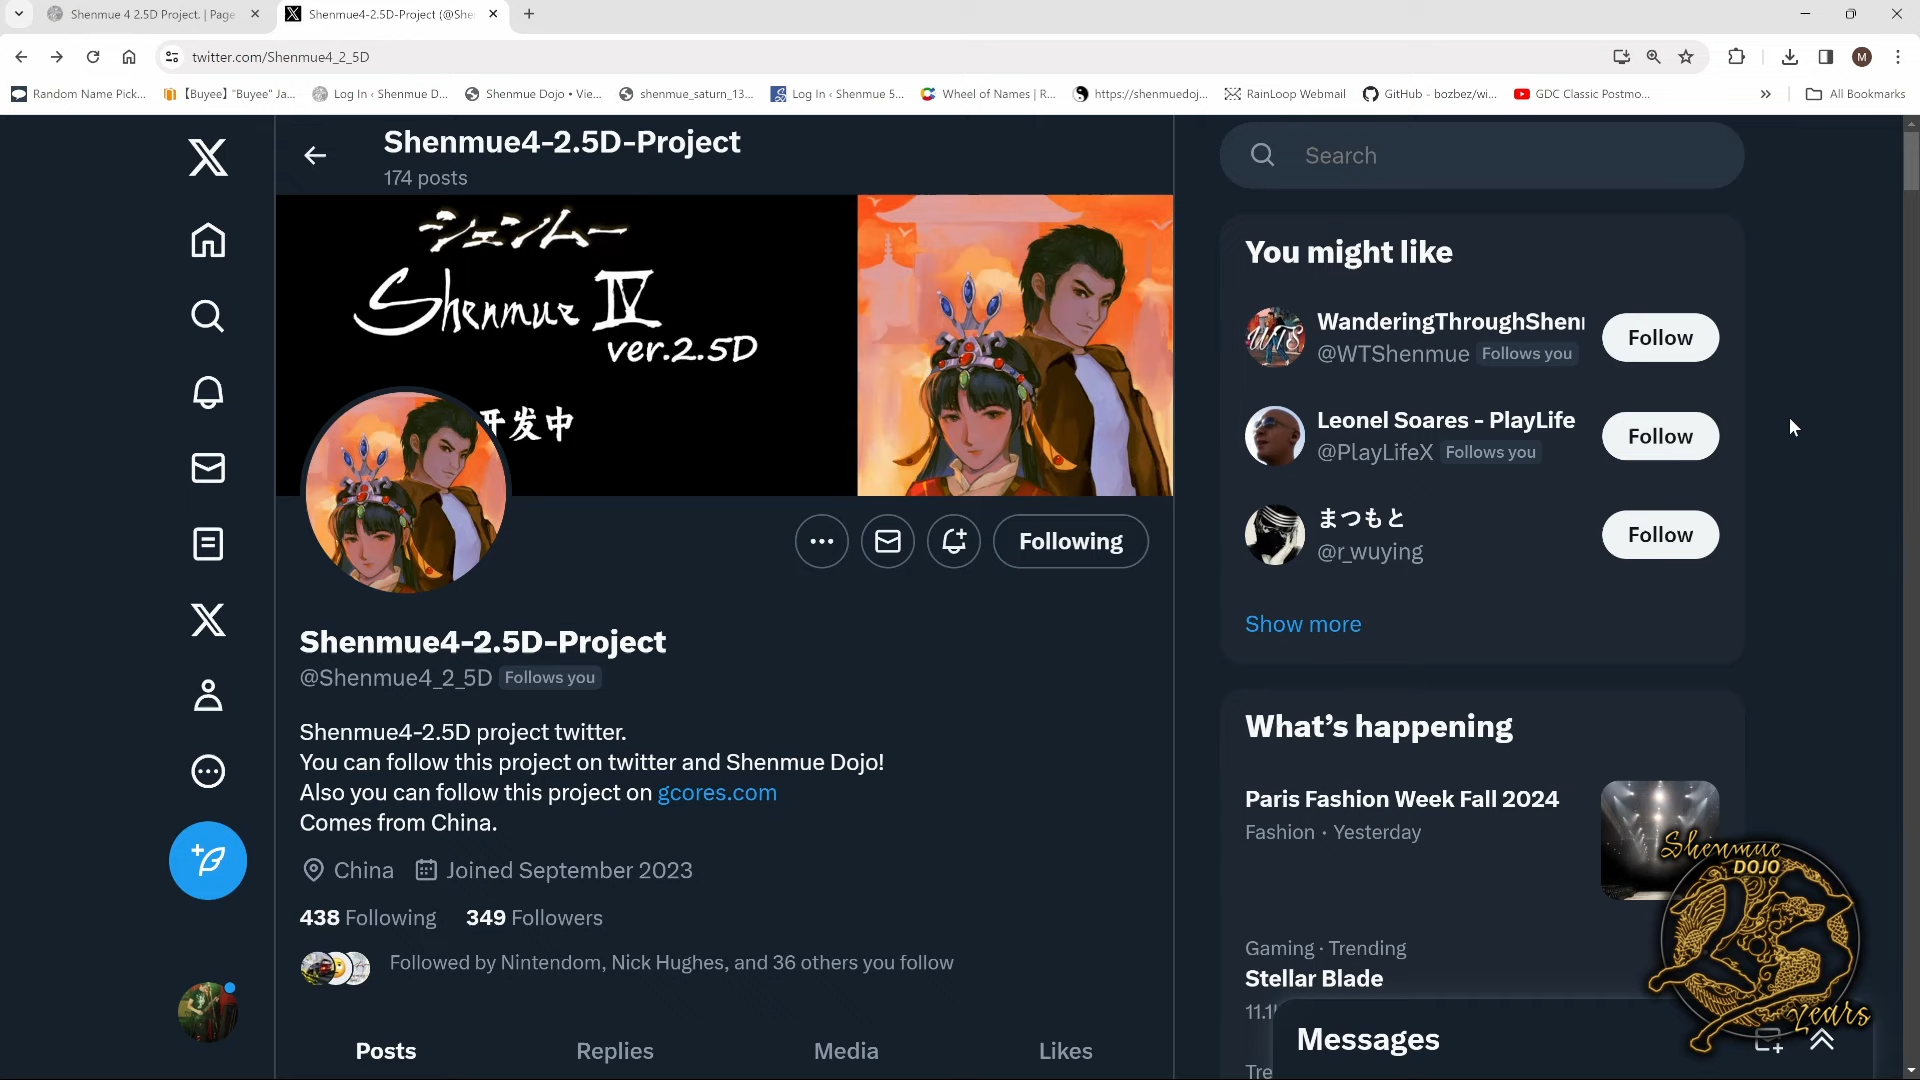 Shenmue 4 2.5D Project. | Page
Shenmue4-2.5D-Project (@She
twitter.com/Shenmue4_2_5D
M
Random Name Pick...
【Buyee】 "Buyee" Ja...
Log In ‹ Shenmue D...
Shenmue Dojo • Vie...
shenmue_saturn_13...
Log In ‹ Shenmue 5...
Wheel of Names | R...
https://shenmuedoj...
RainLoop Webmail
GitHub - bozbez/wi...
GDC Classic Postmo...
All Bookmarks
Shenmue4-2.5D-Project
174 posts
シェンムー
Shenmue IV
ver.2.5D
开发中
Following
Shenmue4-2.5D-Project
@Shenmue4_2_5D Follows you
Shenmue4-2.5D project twitter.
You can follow this project on twitter and Shenmue Dojo!
Also you can follow this project on gcores.com
Comes from China.
China Joined September 2023
438 Following 349 Followers
Followed by Nintendom, Nick Hughes, and 36 others you follow
Posts Replies Media Likes
Search
You might like
WanderingThroughShen
@WTShenmue Follows you
Follow
WTS
Leonel Soares - PlayLife
@PlayLifeX Follows you
Follow
まつもと
@r_wuying
Follow
Show more
What's happening
Paris Fashion Week Fall 2024
Fashion · Yesterday
Gaming · Trending
Stellar Blade
11.1
Tre
Messages
Shenmue
DOJO
Years